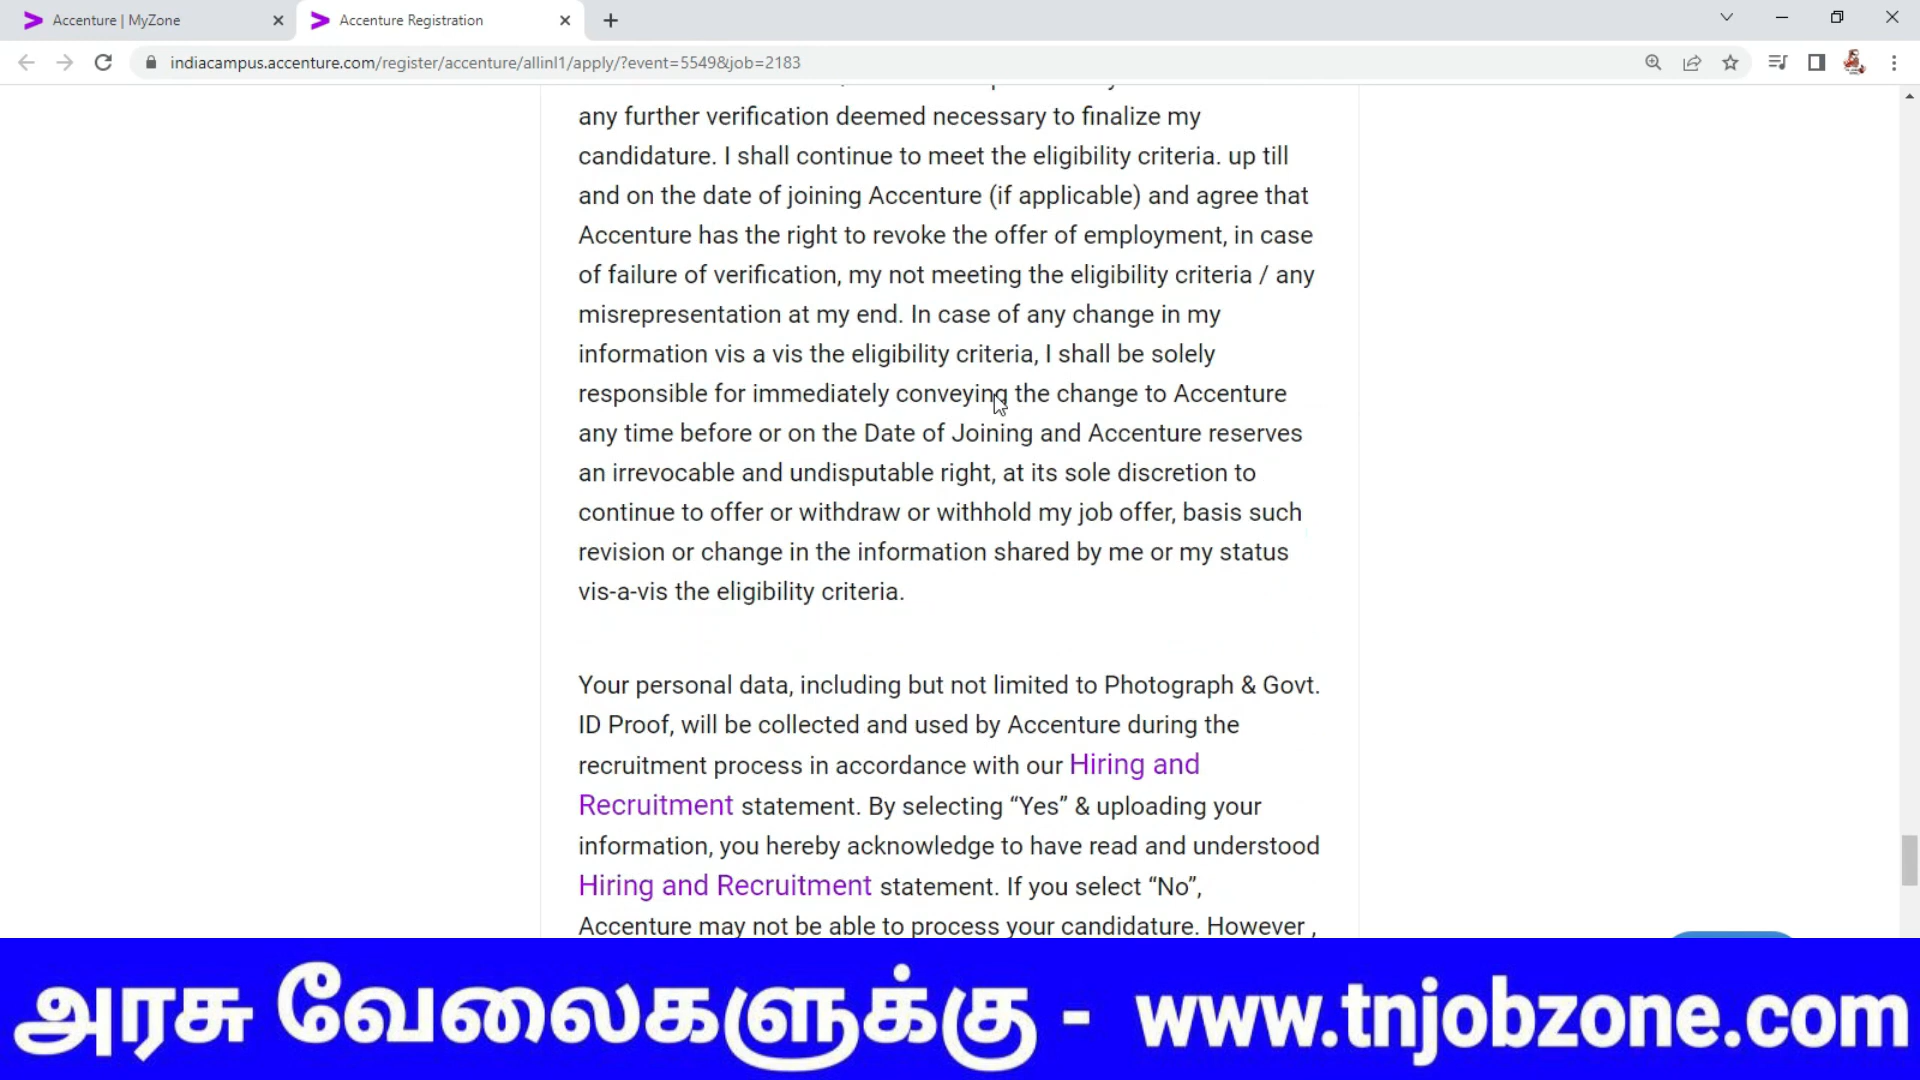 Accenture | MyZone
Accenture Registration
indiacampus.accenture.com/register/accenture/allinl1/apply/?event=5549&job=2183
any further verification deemed necessary to finalize my
candidature. I shall continue to meet the eligibility criteria. up till
and on the date of joining Accenture (if applicable) and agree that
Accenture has the right to revoke the offer of employment, in case
of failure of verification, my not meeting the eligibility criteria / any
misrepresentation at my end. In case of any change in my
information vis a vis the eligibility criteria, I shall be solely
responsible for immediately conveying the change to Accenture
any time before or on the Date of Joining and Accenture reserves
an irrevocable and undisputable right, at its sole discretion to
continue to offer or withdraw or withhold my job offer, basis such
revision or change in the information shared by me or my status
vis-a-vis the eligibility criteria.
Your personal data, including but not limited to Photograph & Govt.
ID Proof, will be collected and used by Accenture during the
recruitment process in accordance with our Hiring and
Recruitment statement. By selecting “Yes” & uploading your
information, you hereby acknowledge to have read and understood
Hiring and Recruitment statement. If you select “No”,
Accenture may not be able to process your candidature. However ,
அரசு வேலைகளுக்கு - www.tnjobzone.com